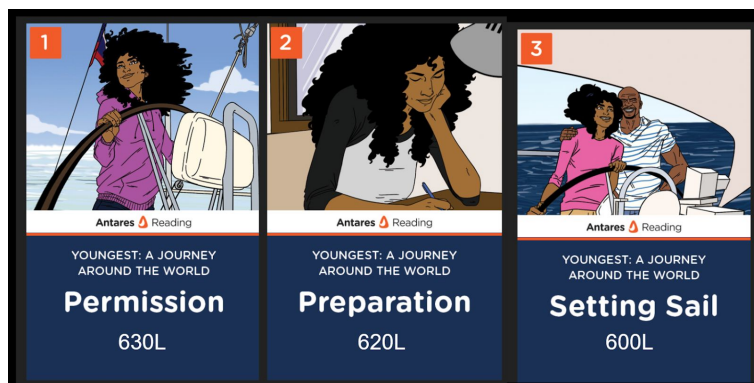 1
Antares Reading
YOUNGEST: A JOURNEY
AROUND THE WORLD
Permission
630L
2
Antares Reading
YOUNGEST: A JOURNEY
AROUND THE WORLD
Preparation
620L
3
Antares Reading
YOUNGEST: A JOURNEY
AROUND THE WORLD
Setting Sail
600L